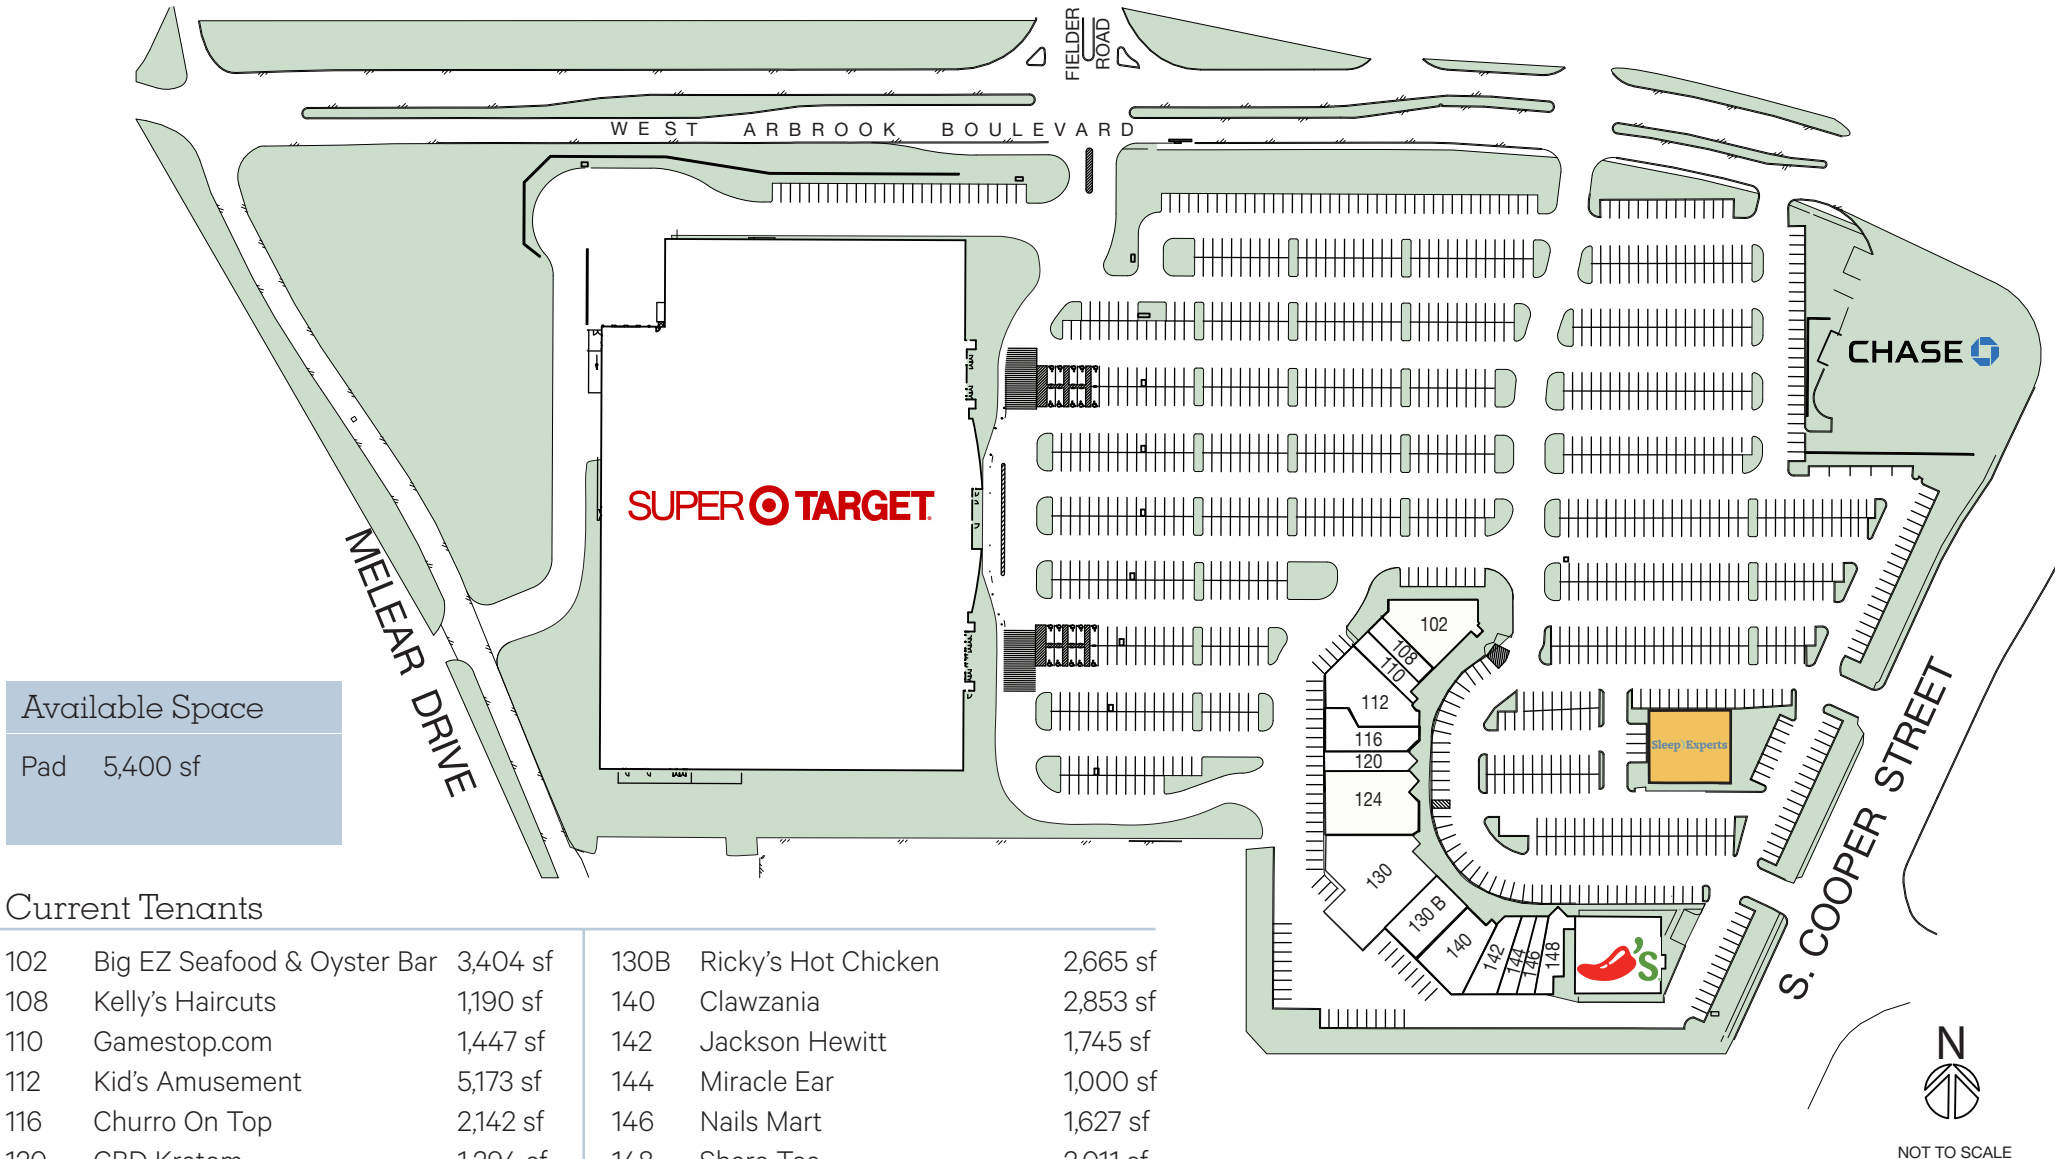 FIELDER
ROAD
WEST ARBROOK BOULEVARD
CHASE
SUPER TARGET
MELEAR DRIVE
102
108
110
112
116
120
124
130
130 B
140
142
144
146
148
'S
Sleep Experts
S. COOPER STREET
Available Space
Pad 5,400 sf
Current Tenants
102 Big EZ Seafood & Oyster Bar 3,404 sf
108 Kelly's Haircuts 1,190 sf
110 Gamestop.com 1,447 sf
112 Kid's Amusement 5,173 sf
116 Churro On Top 2,142 sf
130B Ricky's Hot Chicken 2,665 sf
140 Clawzania 2,853 sf
142 Jackson Hewitt 1,745 sf
144 Miracle Ear 1,000 sf
146 Nails Mart 1,627 sf
N
NOT TO SCALE